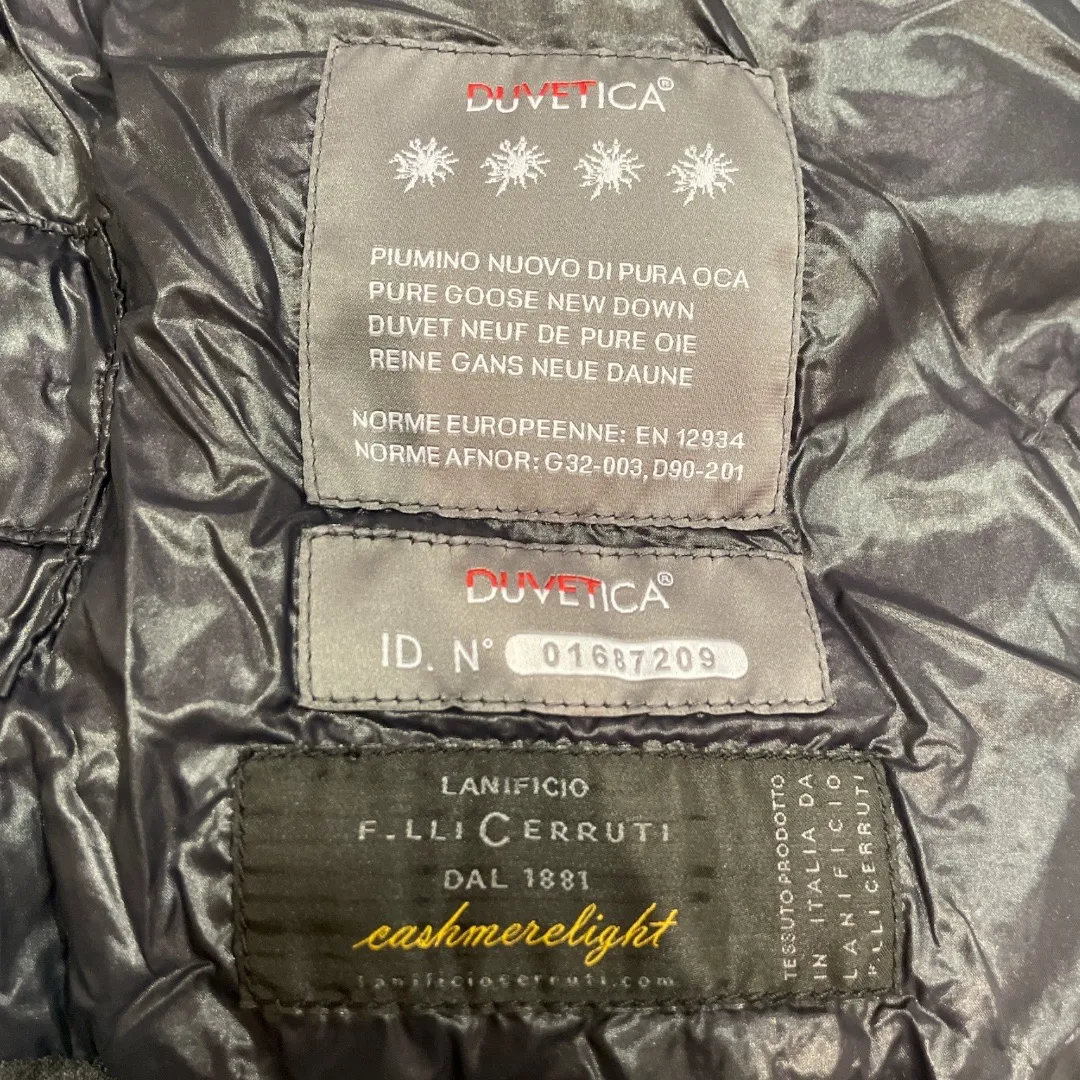 DUVETICA®
PIUMINO NUOVO DI PURA OCA
PURE GOOSE NEW DOWN
DUVET NEUF DE PURE OIE
REINE GANS NEUE DAUNE
NORME EUROPEENNE: EN 12934
NORME AFNOR: G32-003, D90-201
DUVETICA®
ID. N° 01687209
LANIFICIO
F.LLI CERRUTI
DAL 1881
cashmerelight
lanificiocerruti.com
TESSUTO PRODOTTO
IN ITALIA DA
LANIFICIO
F.LLI CERRUTI